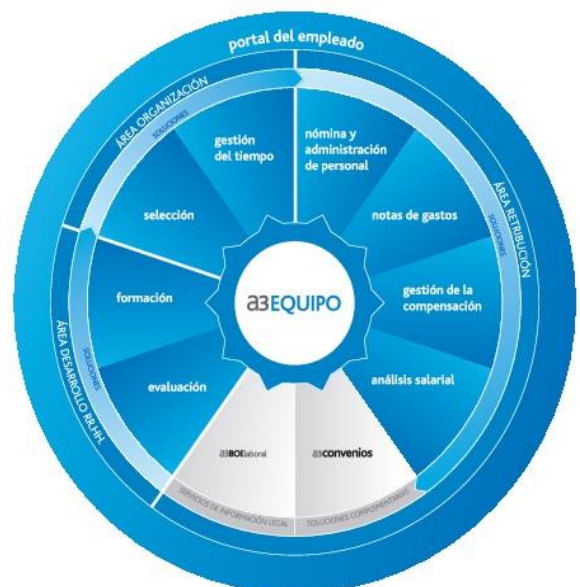 portal del empleado
ÁREA ORGANIZACIÓN
SOLUCIONES
gestión
del tiempo
selección
nómina y
administración
de personal
notas de gastos
gestión de la
compensación
análisis salarial
ÁREA RETRIBUCIÓN
SOLUCIONES
formación
evaluación
ÁREA DESARROLLO RR.HH.
SOLUCIONES
a3EQUIPO
a3BOElaboral
a3convenios
SERVICIOS DE INFORMACIÓN LEGAL
SOLUCIONES COMPLEMENTARIAS